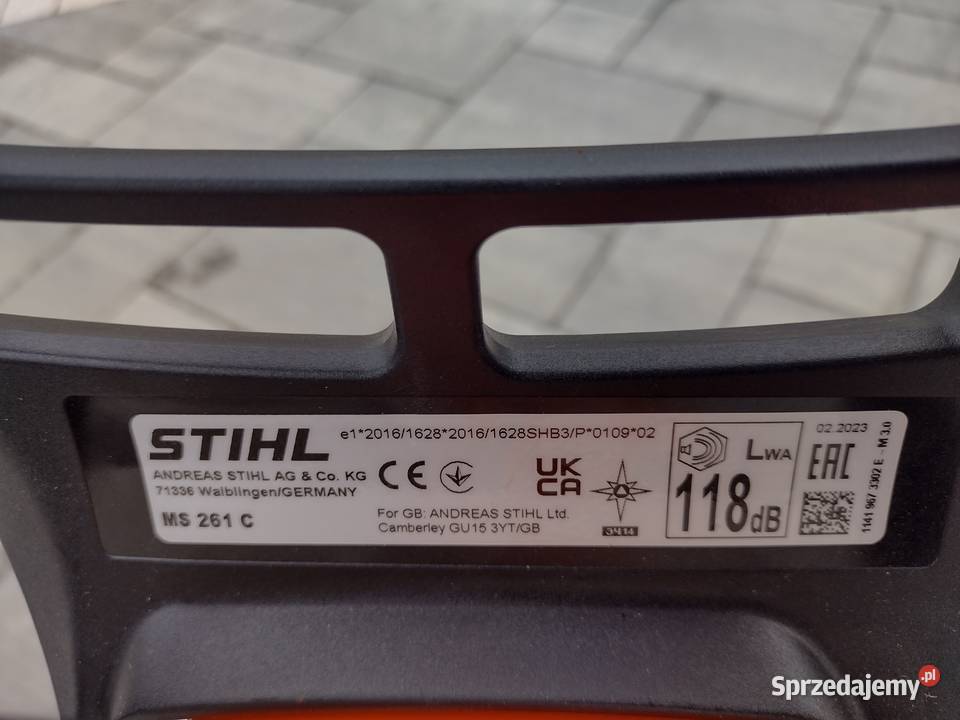 STIHL
ANDREAS STIHL AG & Co. KG
71336 Waiblingen/GERMANY
MS 261 C
e1*2016/1628*2016/1628SHB3/P*0109*02
CE
For GB: ANDREAS STIHL Ltd.
Camberley GU15 3YT/GB
UK
CA
LWA
118dB
02.2023
EAC
1141 967 3902 E - M 3.0
Sprzedajemy.pl